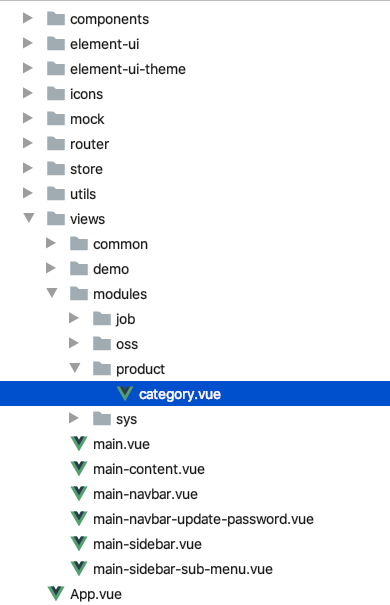 components
element-ui
element-ui-theme
icons
mock
router
store
utils
views
common
demo
modules
job
oss
product
category.vue
sys
main.vue
main-content.vue
main-navbar.vue
main-navbar-update-password.vue
main-sidebar.vue
main-sidebar-sub-menu.vue
App.vue